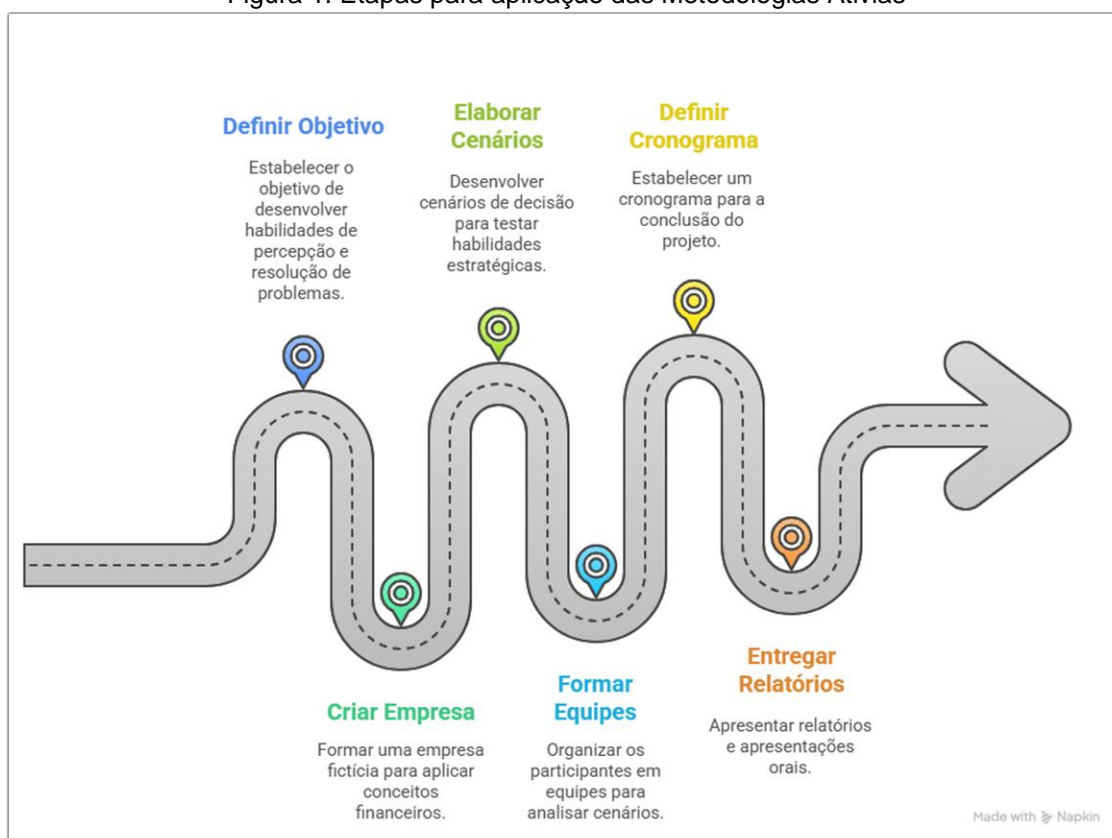 Figura 1: Etapas para aplicação das Metodologias Ativias
Definir Objetivo
Estabelecer o
objetivo de
desenvolver
habilidades de
percepção e
resolução de
problemas.
Elaborar
Cenários
Desenvolver
cenários de decisão
para testar
habilidades
estratégicas.
Definir
Cronograma
Estabelecer um
cronograma para a
conclusão do
projeto.
Criar Empresa
Formar uma empresa
fictícia para aplicar
conceitos
financeiros.
Formar
Equipes
Organizar os
participantes em
equipes para
analisar cenários.
Entregar
Relatórios
Apresentar relatórios
e apresentações
orais.
Made with Napkin